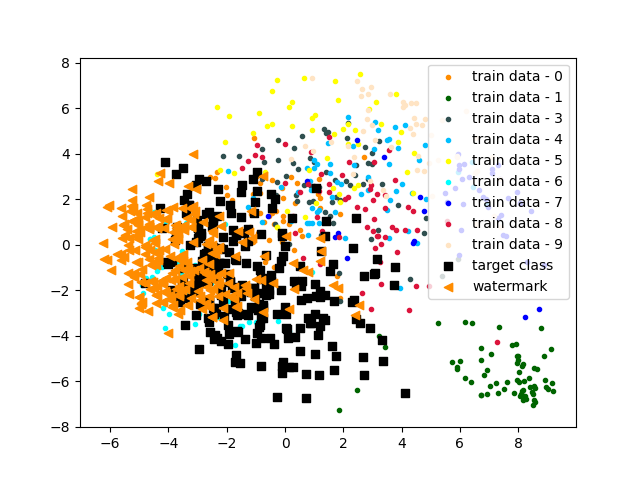 8
6
4
2
0
−2
−4
−6
−8
−6 −4 −2 0 2 4 6 8
train data - 0
train data - 1
train data - 3
train data - 4
train data - 5
train data - 6
train data - 7
train data - 8
train data - 9
target class
watermark